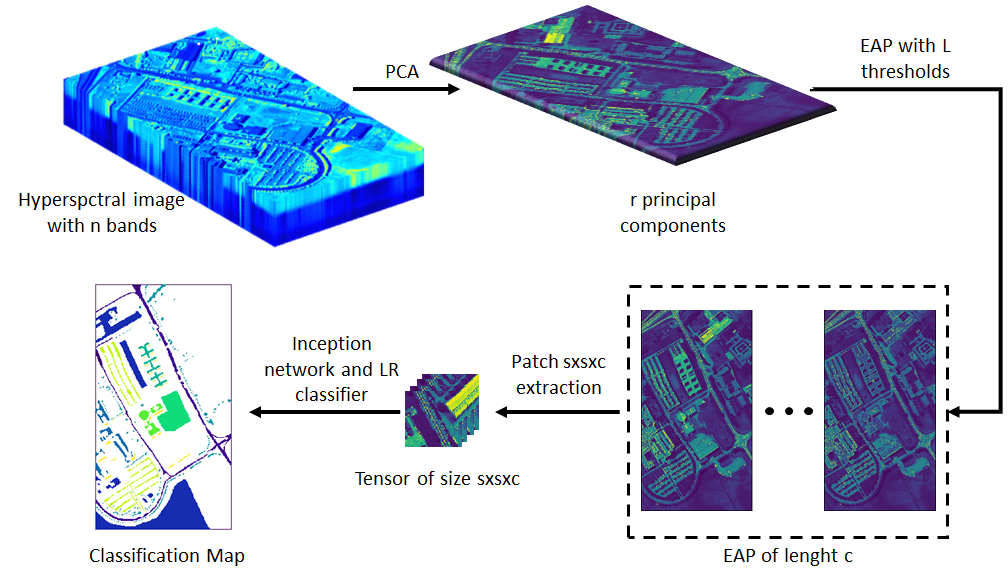 PCA
EAP with L
thresholds
Hyperspctral image
with n bands
r principal
components
Inception
network and LR
classifier
Patch sxsxc
extraction
Tensor of size sxsxc
Classification Map
EAP of lenght c